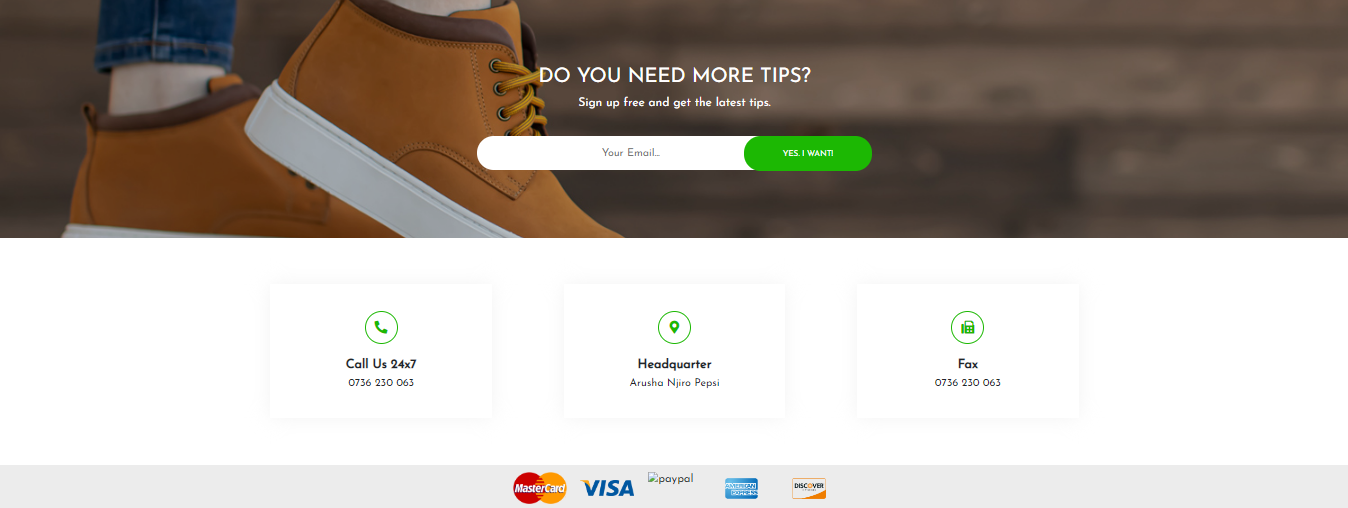 DO YOU NEED MORE TIPS?
Sign up free and get the latest tips.
Your Email...
YES. I WANT!
Call Us 24x7
0736 230 063
Headquarter
Arusha Njiro Pepsi
Fax
0736 230 063
MasterCard
VISA
paypal
AMERICAN EXPRESS
DISCOVER